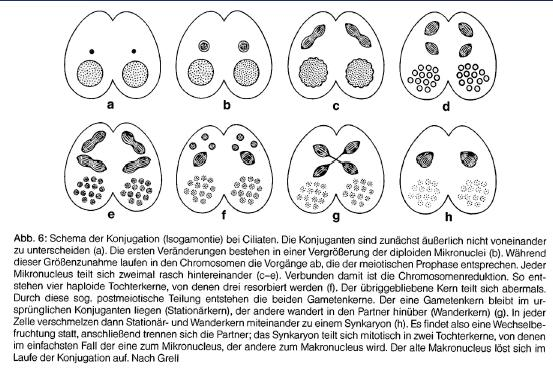 a b c d
e f g h
Abb. 6: Schema der Konjugation (Isogamontie) bei Ciliaten. Die Konjuganten sind zunächst äußerlich nicht voneinander
zu unterscheiden (a). Die ersten Veränderungen bestehen in einer Vergrößerung der diploiden Mikronuclei (b). Während
dieser Größenzunahme laufen in den Chromosomen die Vorgänge ab, die der meiotischen Prophase entsprechen. Jeder
Mikronucleus teilt sich zweimal rasch hintereinander (c–e). Verbunden damit ist die Chromosomenreduktion. So ent-
stehen vier haploide Tochterkerne, von denen drei resorbiert werden (f). Der übriggebliebene Kern teilt sich abermals.
Durch diese sog. postmeiotische Teilung entstehen die beiden Gametenkerne. Der eine Gametenkern bleibt im ur-
sprünglichen Konjuganten liegen (Stationärkern), der andere wandert in den Partner hinüber (Wanderkern) (g). In jeder
Zelle verschmelzen dann Stationär- und Wanderkern miteinander zu einem Synkaryon (h). Es findet also eine Wechselbe-
fruchtung statt, anschließend trennen sich die Partner; das Synkaryon teilt sich mitotisch in zwei Tochterkerne, von denen
im einfachsten Fall der eine zum Mikronucleus, der andere zum Makronucleus wird. Der alte Makronucleus löst sich im
Laufe der Konjugation auf. Nach Grell